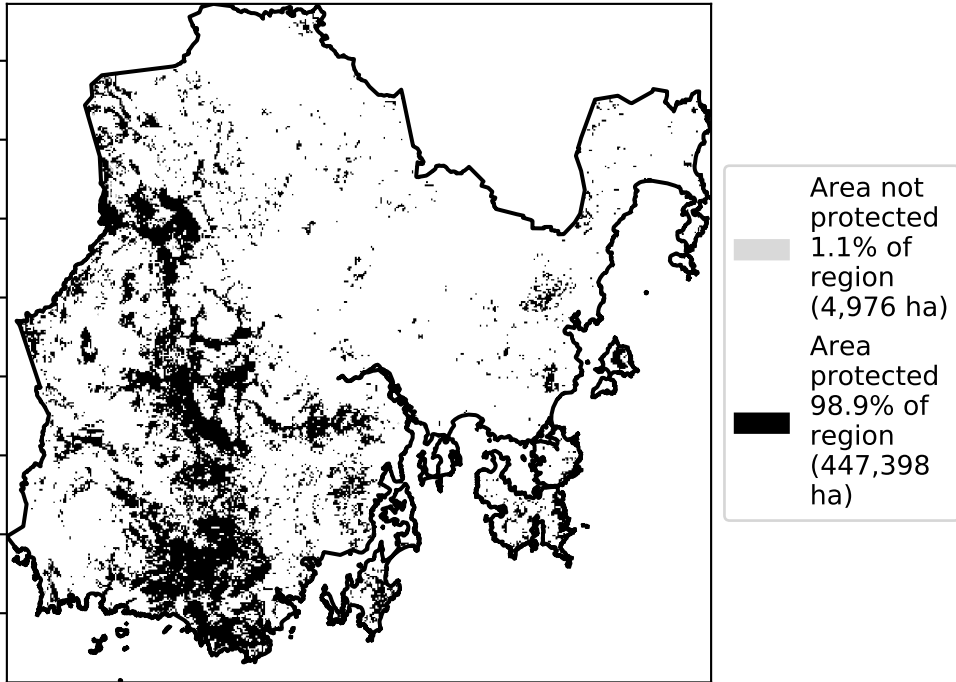 Area not
protected
1.1% of
region
(4,976 ha)
Area
protected
98.9% of
region
(447,398
ha)